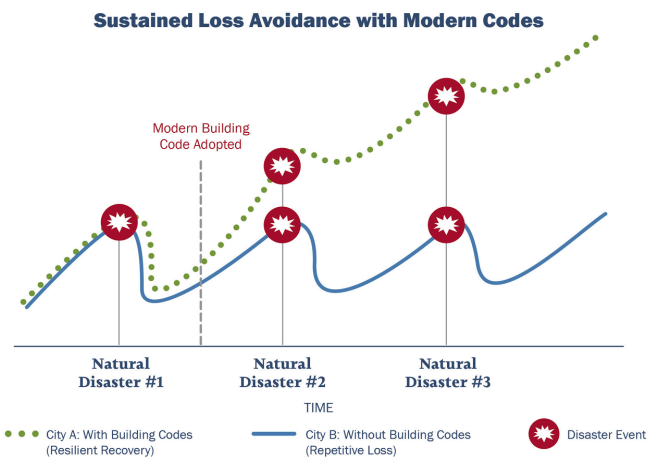 Sustained Loss Avoidance with Modern Codes
Modern Building
Code Adopted
Natural
Disaster #1
Natural
Disaster #2
Natural
Disaster #3
TIME
City A: With Building Codes
(Resilient Recovery)
City B: Without Building Codes
(Repetitive Loss)
Disaster Event